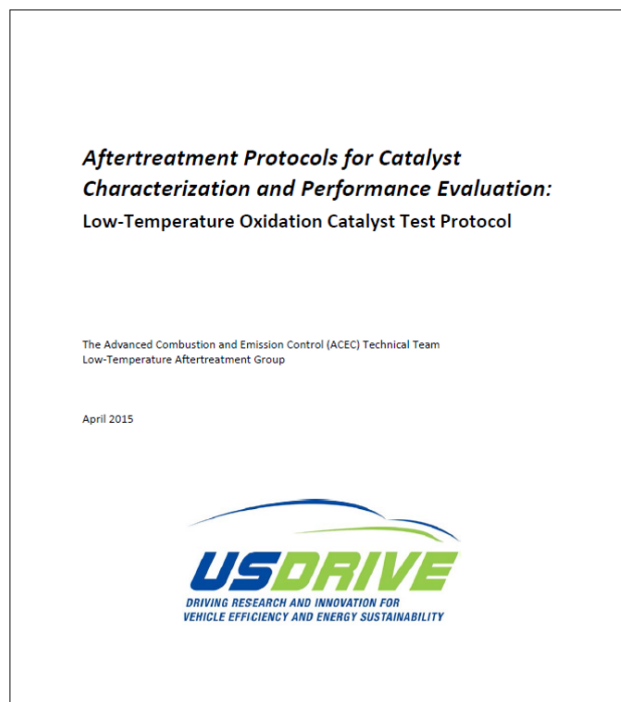 Aftertreatment Protocols for Catalyst
Characterization and Performance Evaluation:
Low-Temperature Oxidation Catalyst Test Protocol
The Advanced Combustion and Emission Control (ACEC) Technical Team
Low-Temperature Aftertreatment Group
April 2015
USDRIVE
DRIVING RESEARCH AND INNOVATION FOR
VEHICLE EFFICIENCY AND ENERGY SUSTAINABILITY